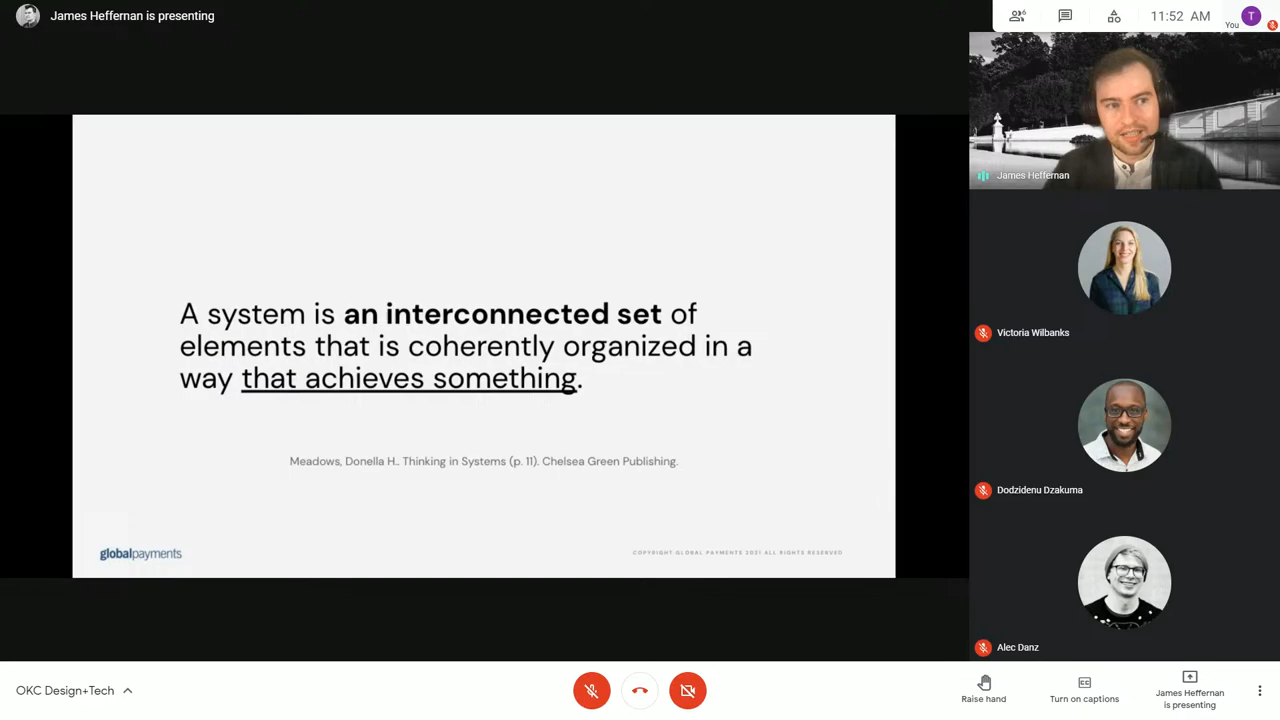 James Heffernan is presenting
6
11:52 AM
You
T
James Heffernan
A system is an interconnected set of
elements that is coherently organized in a
way that achieves something.
Meadows, Donella H.. Thinking in Systems (p. 11). Chelsea Green Publishing.
globalpayments
COPYRIGHT GLOBAL PAYMENTS 2021 ALL RIGHTS RESERVED
Victoria Wilbanks
Dodzidenu Dzakuma
Alec Danz
OKC Design+Tech
Raise hand
CC
Turn on captions
James Heffernan
is presenting